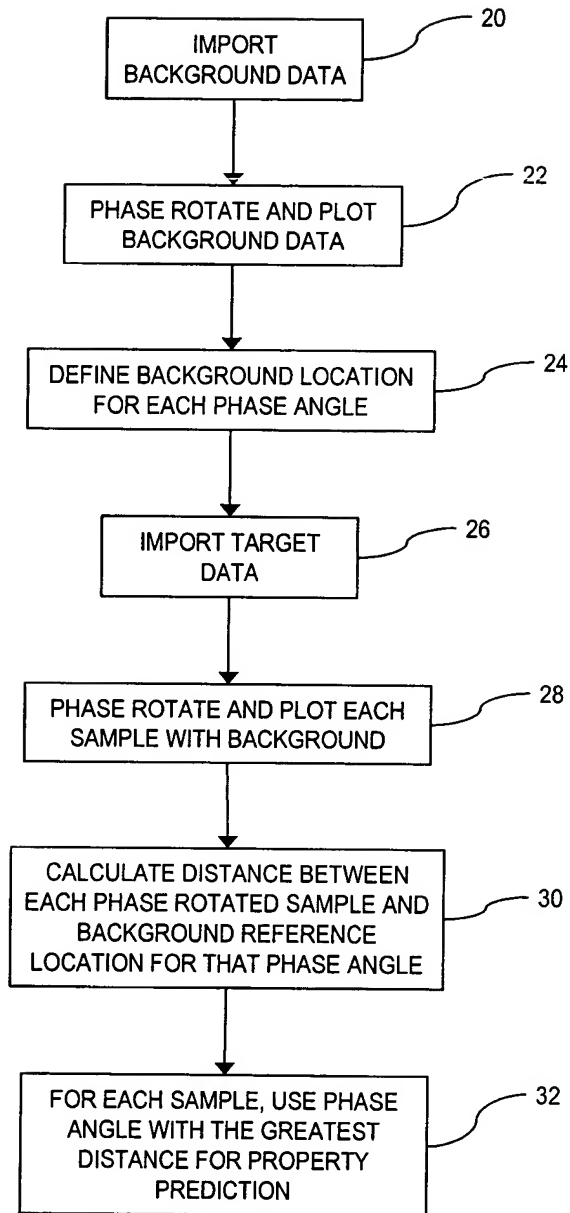 20
IMPORT
BACKGROUND DATA
22
PHASE ROTATE AND PLOT
BACKGROUND DATA
24
DEFINE BACKGROUND LOCATION
FOR EACH PHASE ANGLE
26
IMPORT TARGET
DATA
28
PHASE ROTATE AND PLOT EACH
SAMPLE WITH BACKGROUND
30
CALCULATE DISTANCE BETWEEN
EACH PHASE ROTATED SAMPLE AND
BACKGROUND REFERENCE
LOCATION FOR THAT PHASE ANGLE
32
FOR EACH SAMPLE, USE PHASE
ANGLE WITH THE GREATEST
DISTANCE FOR PROPERTY
PREDICTION